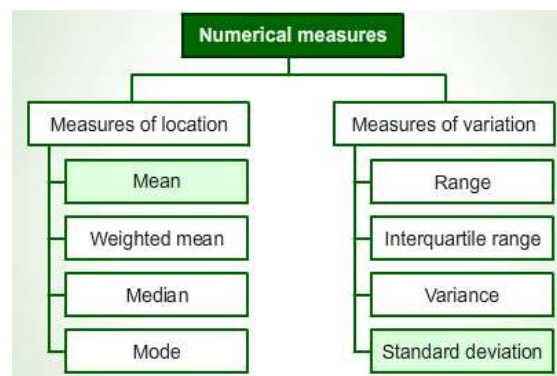 Numerical measures
Measures of location
Mean
Weighted mean
Median
Mode
Measures of variation
Range
Interquartile range
Variance
Standard deviation